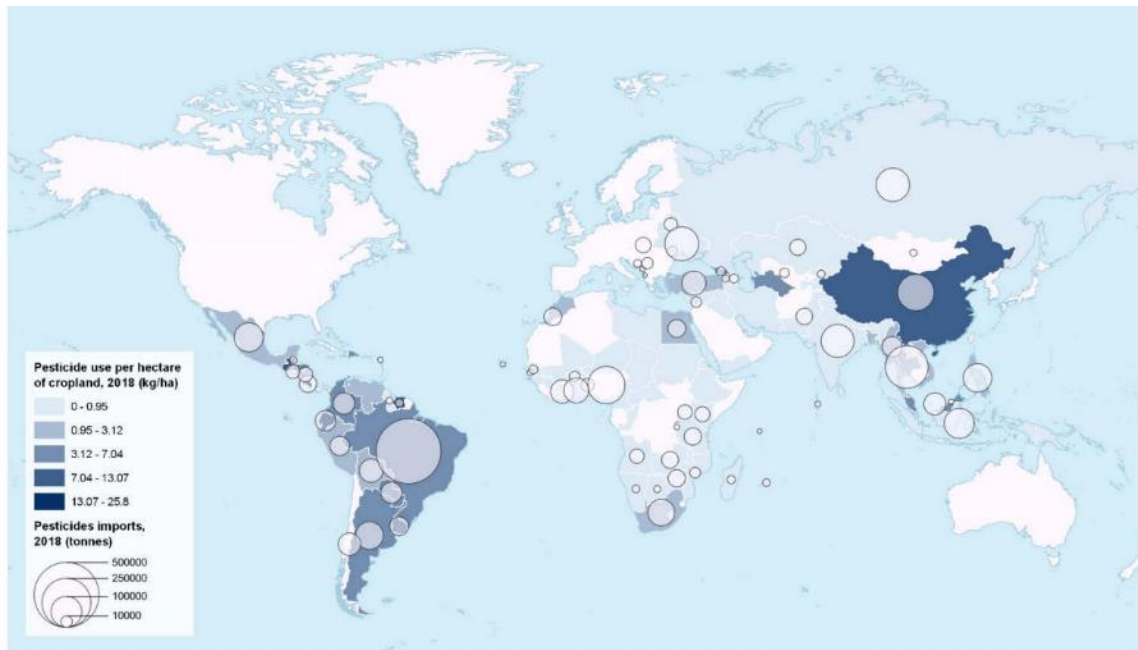 Pesticide use per hectare
of cropland, 2018 (kg/ha)
0 - 0.95
0.95 - 3.12
3.12 - 7.04
7.04 - 13.07
13.07 - 25.8
Pesticides imports,
2018 (tonnes)
500000
250000
100000
10000